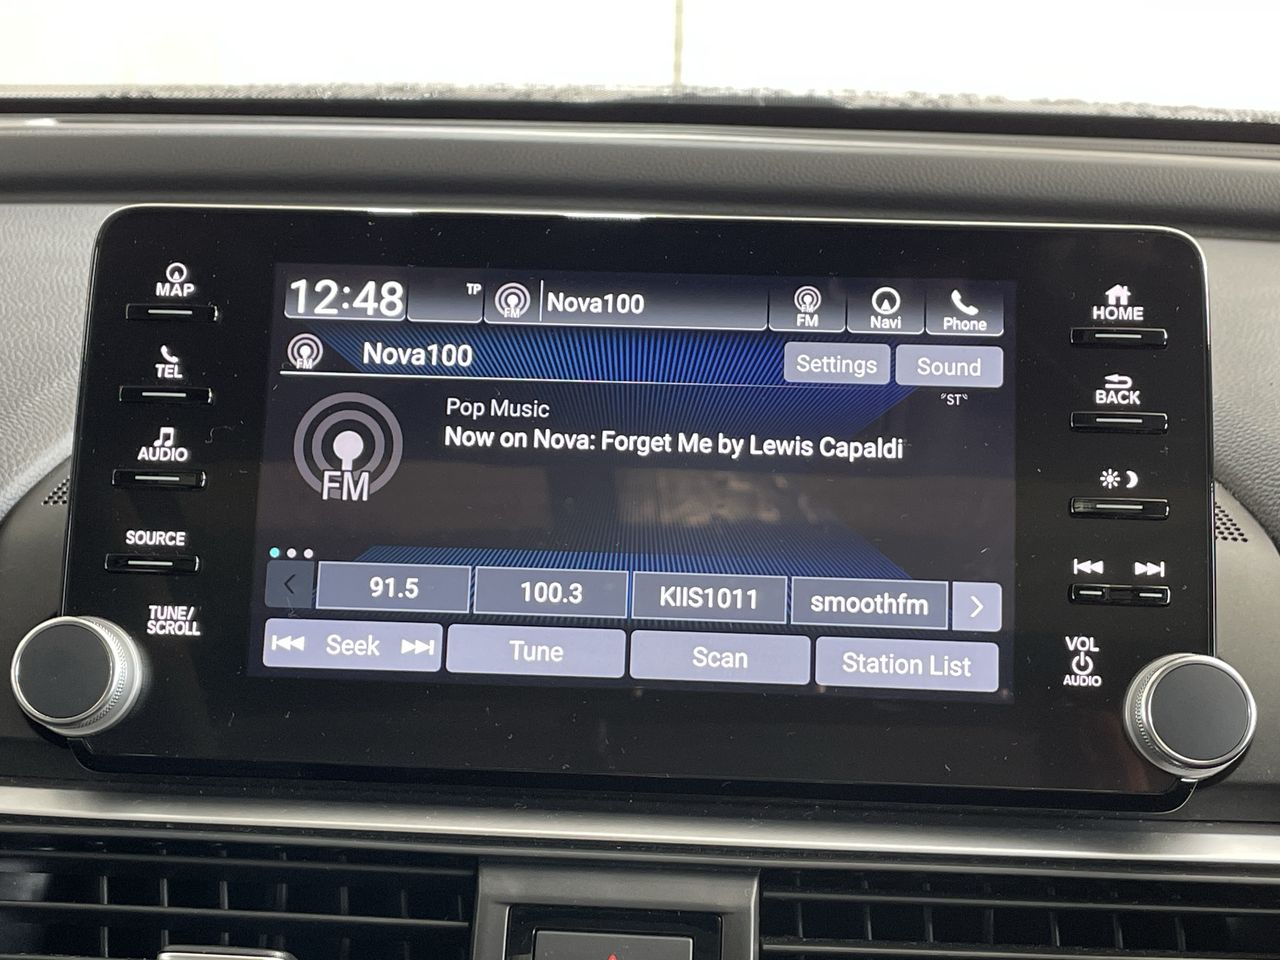 MAP
TEL
AUDIO
SOURCE
TUNE/
SCROLL
12:48
TP
FM
Nova100
FM
Navi
Phone
FM
Nova100
Settings
Sound
"ST"
FM
Pop Music
Now on Nova: Forget Me by Lewis Capaldi
91.5
100.3
KIIS1011
smoothfm
Seek
Tune
Scan
Station List
HOME
BACK
VOL
AUDIO